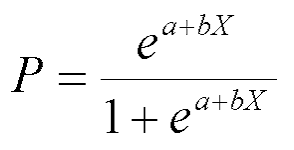 P = e^{a+bX} / (1 + e^{a+bX})